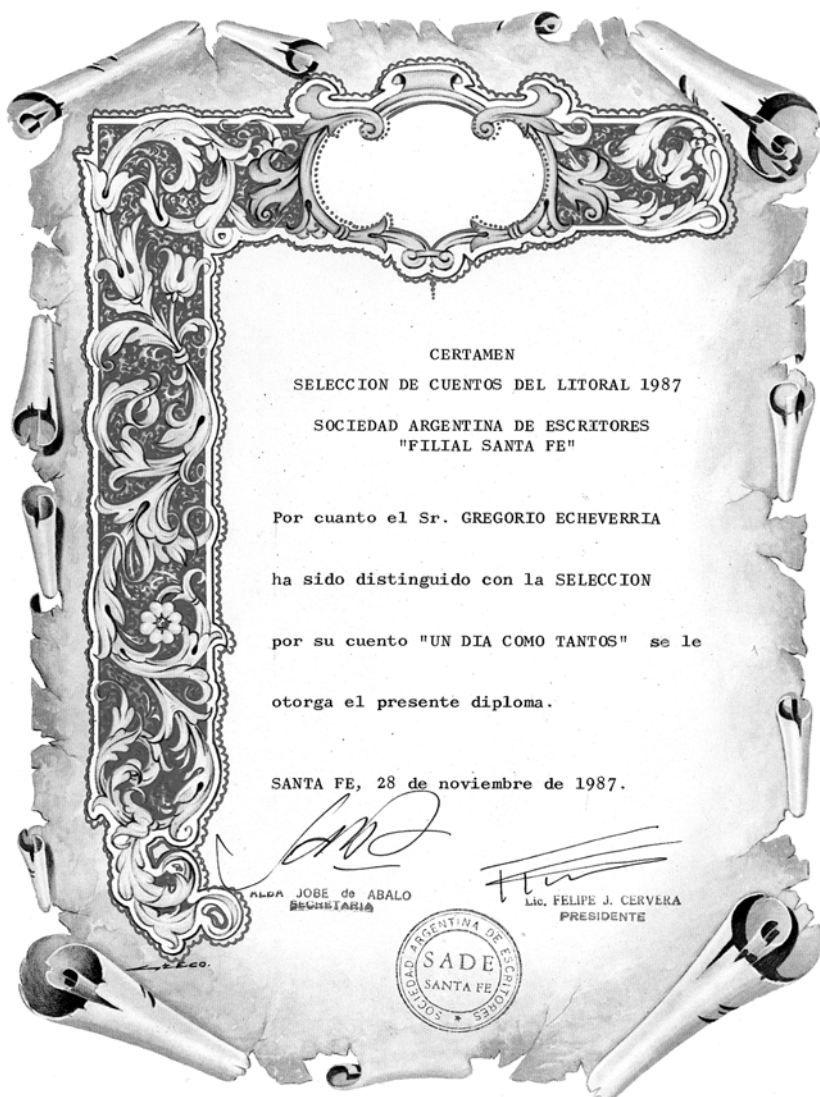 CERTAMEN
SELECCION DE CUENTOS DEL LITORAL 1987
SOCIEDAD ARGENTINA DE ESCRITORES
"FILIAL SANTA FE"
Por cuanto el Sr. GREGORIO ECHEVERRIA
ha sido distinguido con la SELECCION
por su cuento "UN DIA COMO TANTOS" se le
otorga el presente diploma.
SANTA FE, 28 de noviembre de 1987.
ALDA JOBE de ABALO
SECRETARIA
Lic. FELIPE J. CERVERA
PRESIDENTE
SOCIEDAD ARGENTINA DE ESCRITORES
SADE
SANTA FE